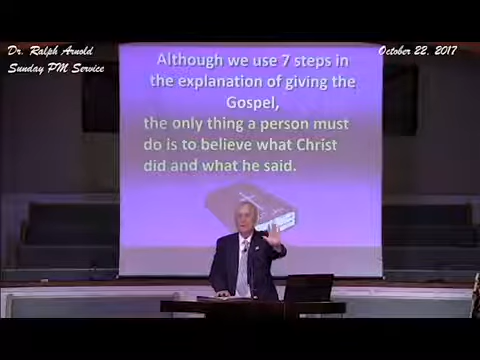 Dr. Ralph Arnold
Sunday PM Service
October 22, 2017
Although we use 7 steps in
the explanation of giving the
Gospel,
the only thing a person must
do is to believe what Christ
did and what he said.